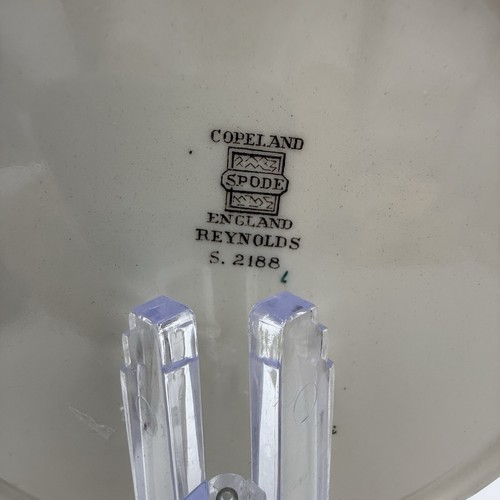 COPELAND
SPODE
ENGLAND
REYNOLDS
S. 2188